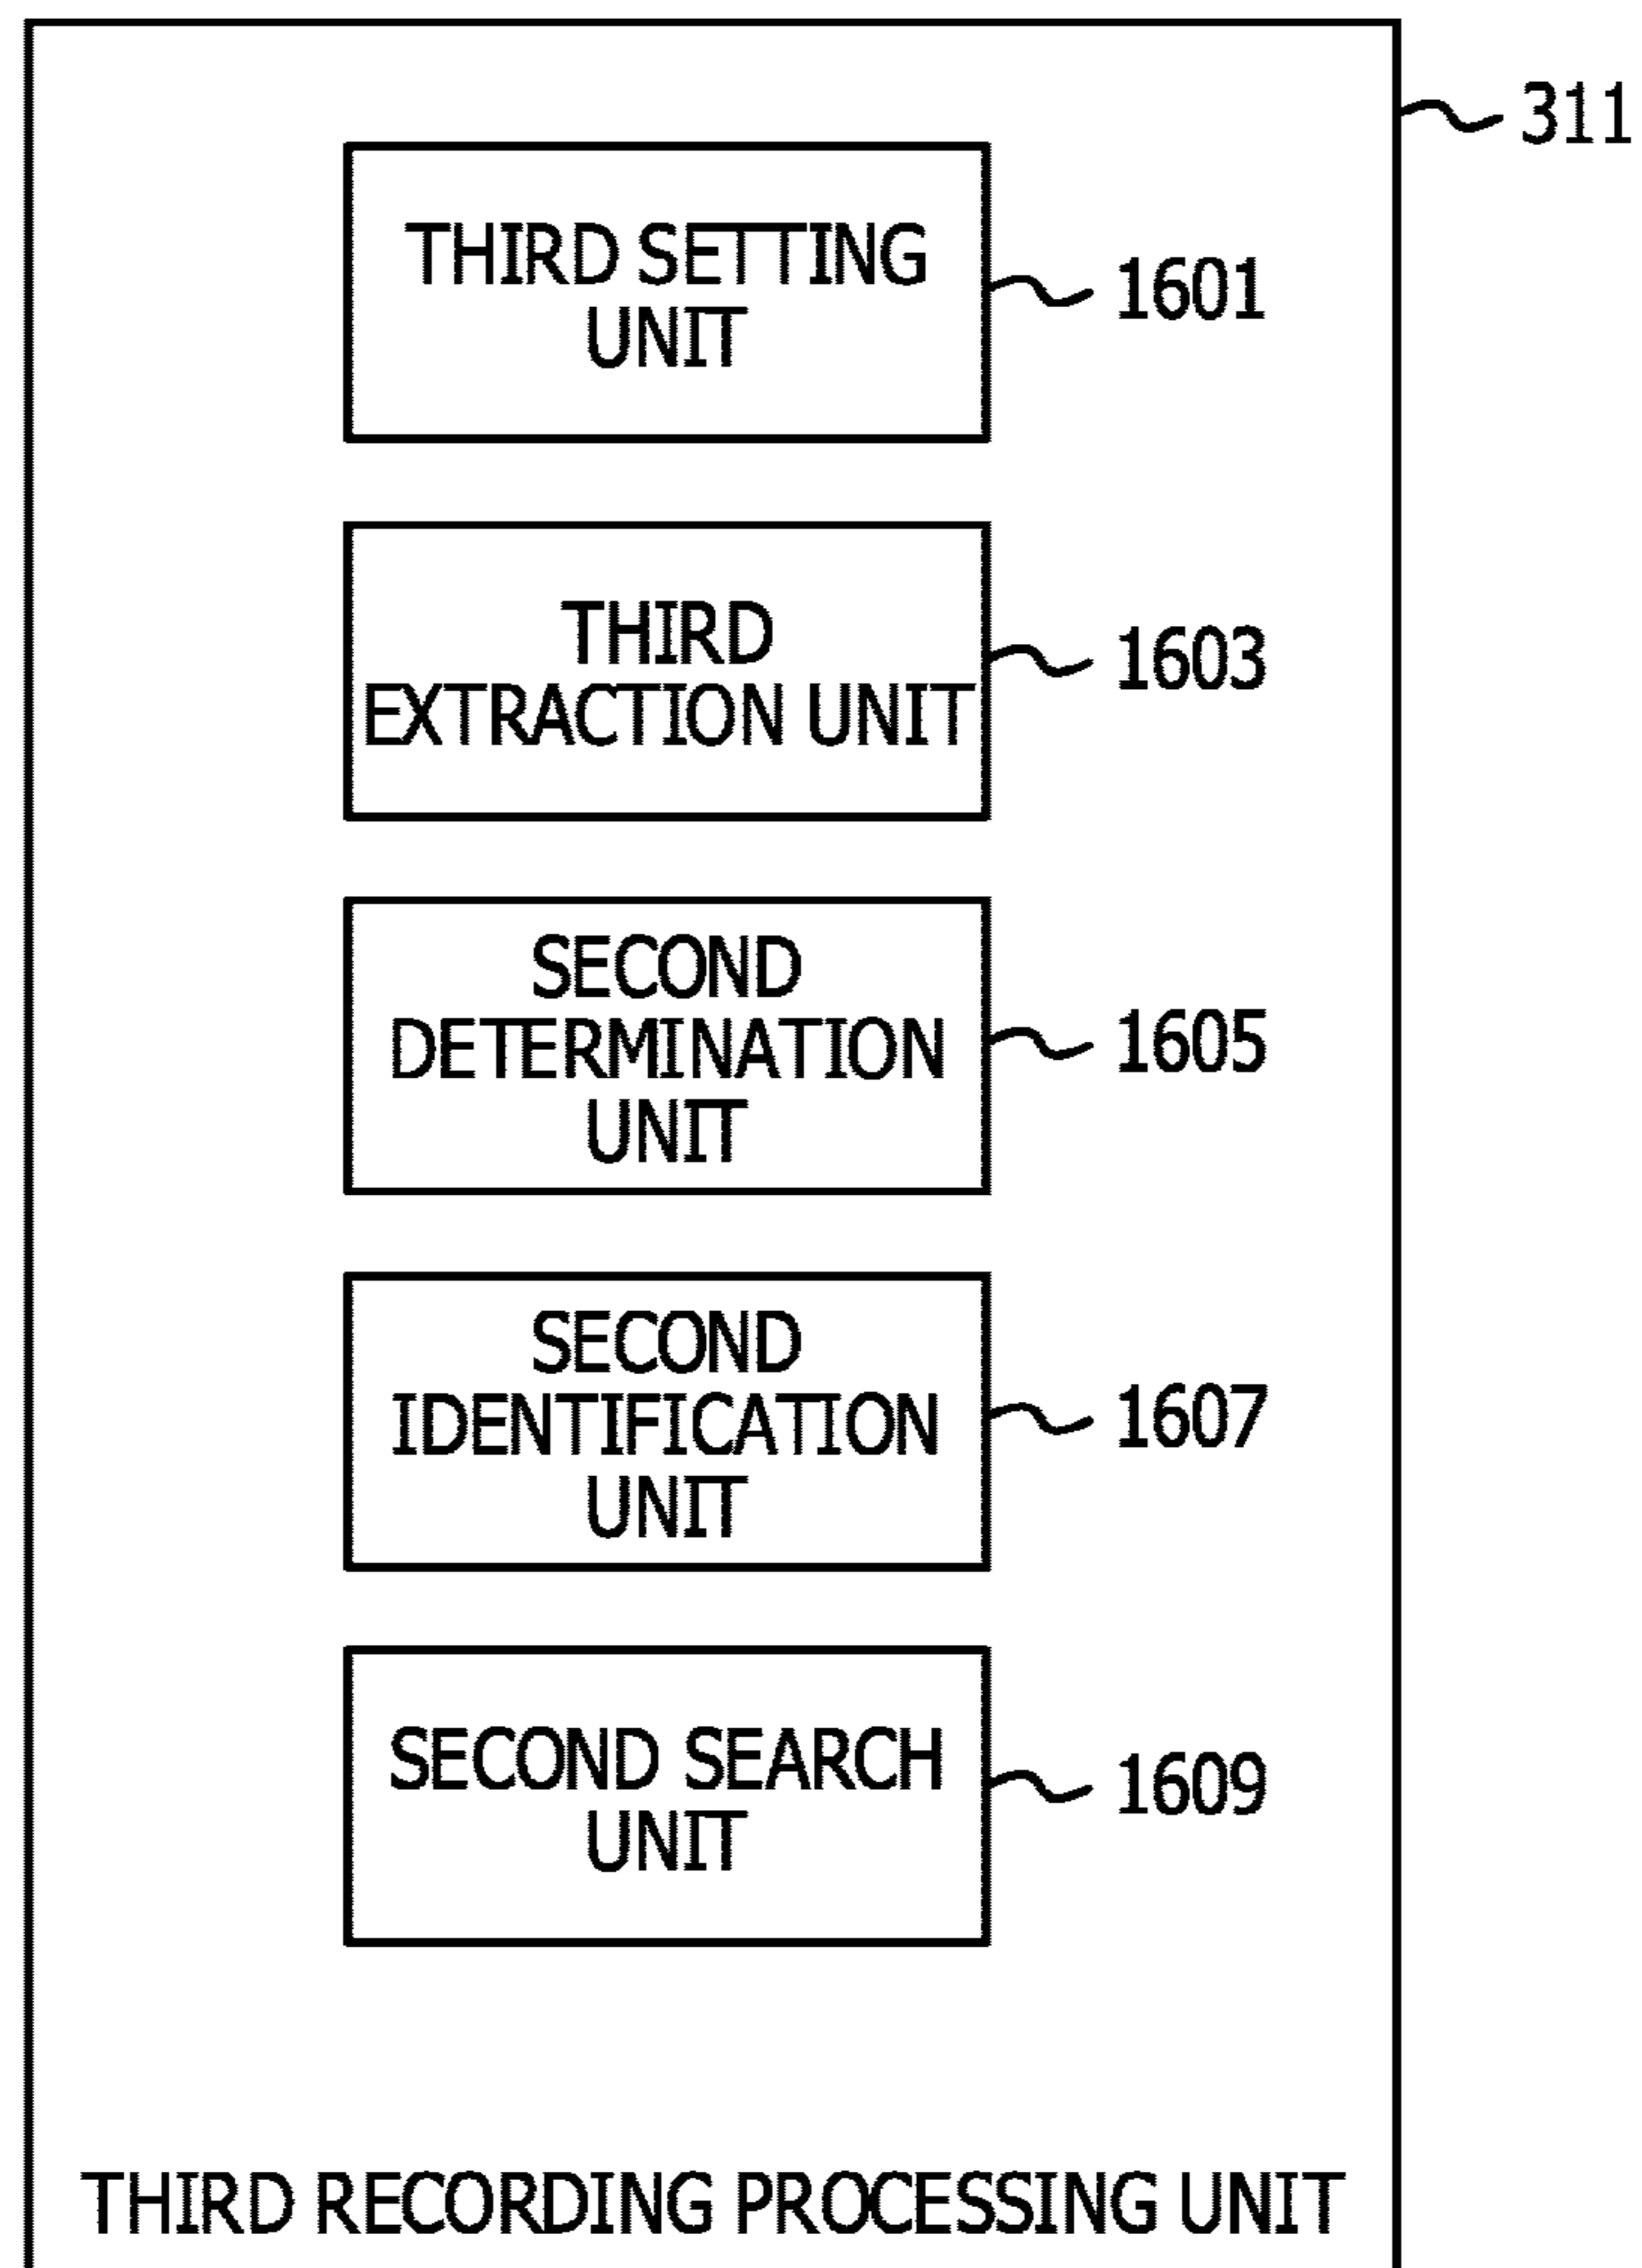 311
THIRD SETTING
UNIT
1601
THIRD
EXTRACTION UNIT
1603
SECOND
DETERMINATION
UNIT
1605
SECOND
IDENTIFICATION
UNIT
1607
SECOND SEARCH
UNIT
1609
THIRD RECORDING PROCESSING UNIT